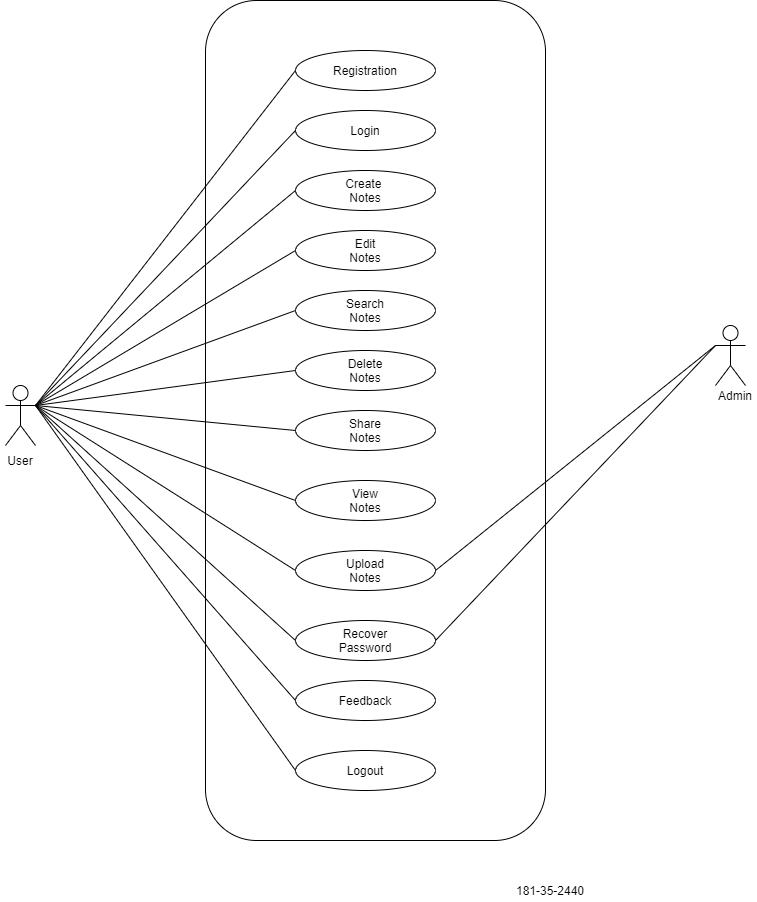 Registration
Login
Create
Notes
Edit
Notes
Search
Notes
Delete
Notes
Share
Notes
View
Notes
Upload
Notes
Recover
Password
Feedback
Logout
User
Admin
181-35-2440